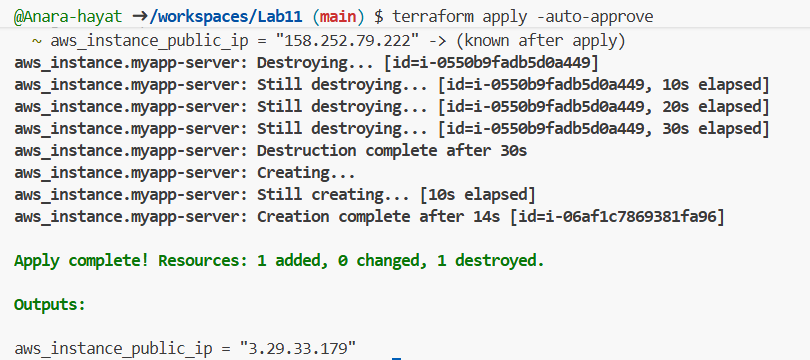 @Anara-hayat ➜/workspaces/Lab11 (main) $ terraform apply -auto-approve
~ aws_instance_public_ip = "158.252.79.222" -> (known after apply)
aws_instance.myapp-server: Destroying... [id=i-0550b9fadb5d0a449]
aws_instance.myapp-server: Still destroying... [id=i-0550b9fadb5d0a449, 10s elapsed]
aws_instance.myapp-server: Still destroying... [id=i-0550b9fadb5d0a449, 20s elapsed]
aws_instance.myapp-server: Still destroying... [id=i-0550b9fadb5d0a449, 30s elapsed]
aws_instance.myapp-server: Destruction complete after 30s
aws_instance.myapp-server: Creating...
aws_instance.myapp-server: Still creating... [10s elapsed]
aws_instance.myapp-server: Creation complete after 14s [id=i-06af1c7869381fa96]
Apply complete! Resources: 1 added, 0 changed, 1 destroyed.
Outputs:
aws_instance_public_ip = "3.29.33.179"